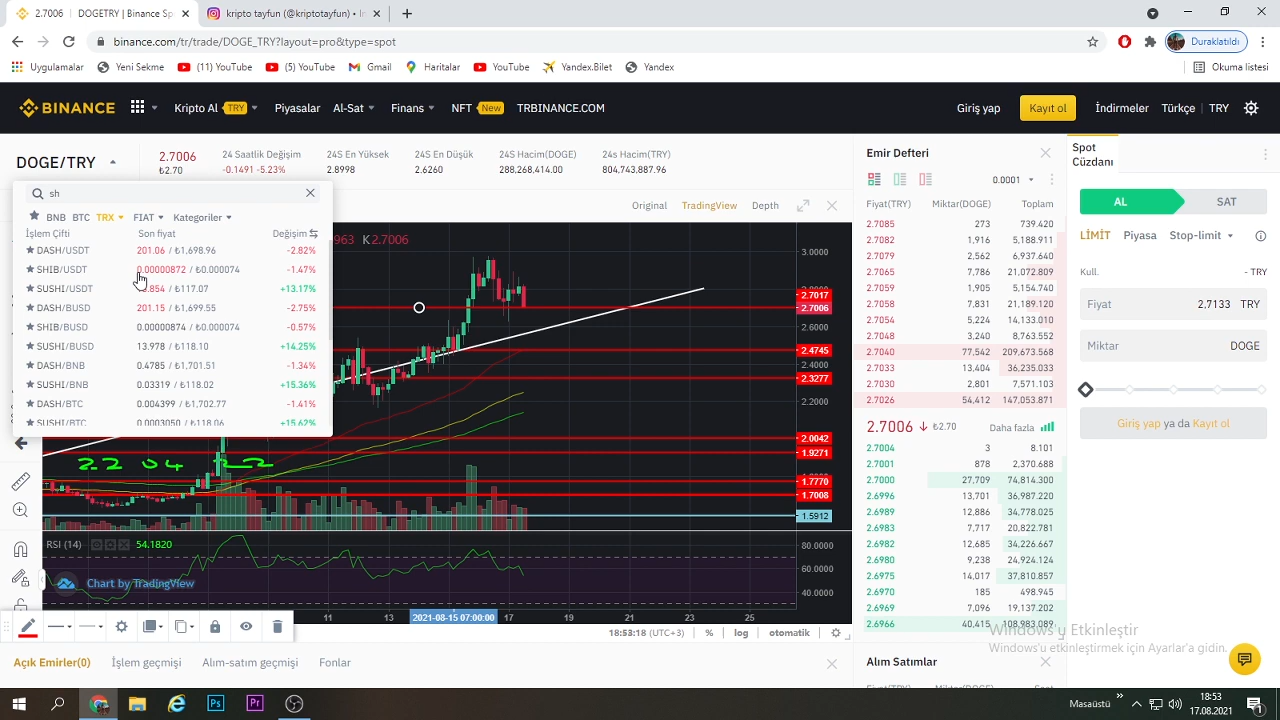 2.7006 | DOGETRY | Binance Sp
kripto tayfun (@kriptotayfun) • I
binance.com/tr/trade/DOGE_TRY?layout=pro&type=spot
Duraklatıldı
Uygulamalar Yeni Sekme (11) YouTube (5) YouTube Gmail Haritalar YouTube Yandex.Bilet Yandex Okuma listesi
BINANCE Kripto Al TRY Piyasalar Al-Sat Finans NFT New TRBINANCE.COM Giriş yap Kayıt ol İndirmeler Türkçe TRY
DOGE/TRY
2.7006
₺2.70
24 Saatlik Değişim
-0.1491 -5.23%
24S En Yüksek
2.8998
24S En Düşük
2.6260
24S Hacim(DOGE)
288,268,414.00
24s Hacim(TRY)
804,743,887.96
sh
BNB BTC TRX FIAT Kategoriler
İşlem Çifti Son fiyat Değişim
DASH/USDT 201.06 / ₺1,698.96 -2.82%
SHIB/USDT 0.00000872 / ₺0.000074 -1.47%
SUSHI/USDT .854 / ₺117.07 +13.17%
DASH/BUSD 201.15 / ₺1,699.55 -2.75%
SHIB/BUSD 0.00000874 / ₺0.000074 -0.57%
SUSHI/BUSD 13.978 / ₺118.10 +14.25%
DASH/BNB 0.4785 / ₺1,701.51 -1.34%
SUSHI/BNB 0.03319 / ₺118.02 +15.36%
DASH/BTC 0.004399 / ₺1,702.77 -1.41%
SUSHI/BTC 0.0003050 / ₺118.06 +15.62%
Original TradingView Depth
963 K2.7006
3.0000
2.7017
2.7006
2.6000
2.4745
2.4000
2.3277
2.2000
2.0042
1.9271
1.7770
1.7008
1.5912
22 04 22
RSI (14) 54.1820
80.0000
60.0000
40.0000
Chart by TradingView
11 13 2021-08-15 07:00:00 17 19 21 23 25
18:53:18 (UTC+3) % log otomatik
Açık Emirler(0) İşlem geçmişi Alım-satım geçmişi Fonlar
Emir Defteri
0.0001
Fiyat(TRY) Miktar(DOGE) Toplam
2.7085 273 739.420
2.7082 1,916 5,188.911
2.7079 2,562 6,937.640
2.7065 7,786 21,072.809
2.7059 1,905 5,154.740
2.7058 7,831 21,189.120
2.7054 5,224 14,133.010
2.7048 3,240 8,763.552
2.7040 77,542 209,673.568
2.7033 13,404 36,235.033
2.7030 2,801 7,571.103
2.7026 54,412 147,053.871
2.7006 ↓ ₺2.70 Daha fazla
2.7004 3 8.101
2.7001 878 2,370.688
2.7000 27,709 74,814.300
2.6996 13,701 36,987.220
2.6989 12,886 34,778.025
2.6983 7,717 20,822.781
2.6982 12,685 34,226.667
2.6980 9,238 24,924.124
2.6975 14,017 37,810.857
2.6970 185 498.945
2.6969 7,096 19,137.202
2.6966 40,415 108,983.089
Alım Satımlar
Spot
Cüzdanı
AL SAT
LİMİT Piyasa Stop-limit
Kull. - TRY
Fiyat 2,7133 TRY
Miktar DOGE
Giriş yap ya da Kayıt ol
Windows'u Etkinleştir
Windows'u etkinleştirmek için Ayarlar'a gidin.
Masaüstü
18:53
17.08.2021